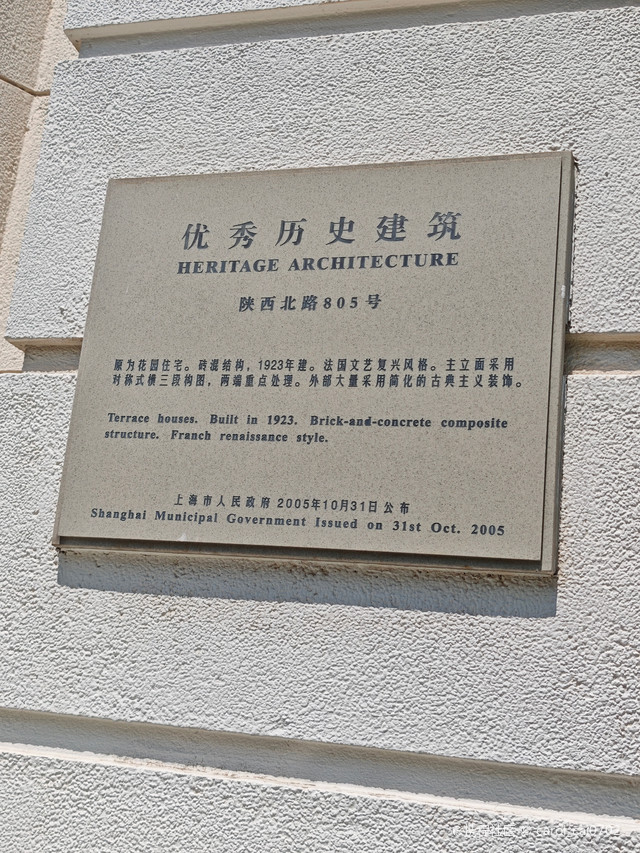 优秀历史建筑
HERITAGE ARCHITECTURE
陕西北路805号
原为花园住宅。砖混结构，1923年建。法国文艺复兴风格。主立面采用
对称式横三段构图，两端重点处理。外部大量采用简化的古典主义装饰。
Terrace houses. Built in 1923. Brick-and-concrete composite
structure. Franch renaissance style.
上海市人民政府 2005年10月31日公布
Shanghai Municipal Government Issued on 31st Oct. 2005